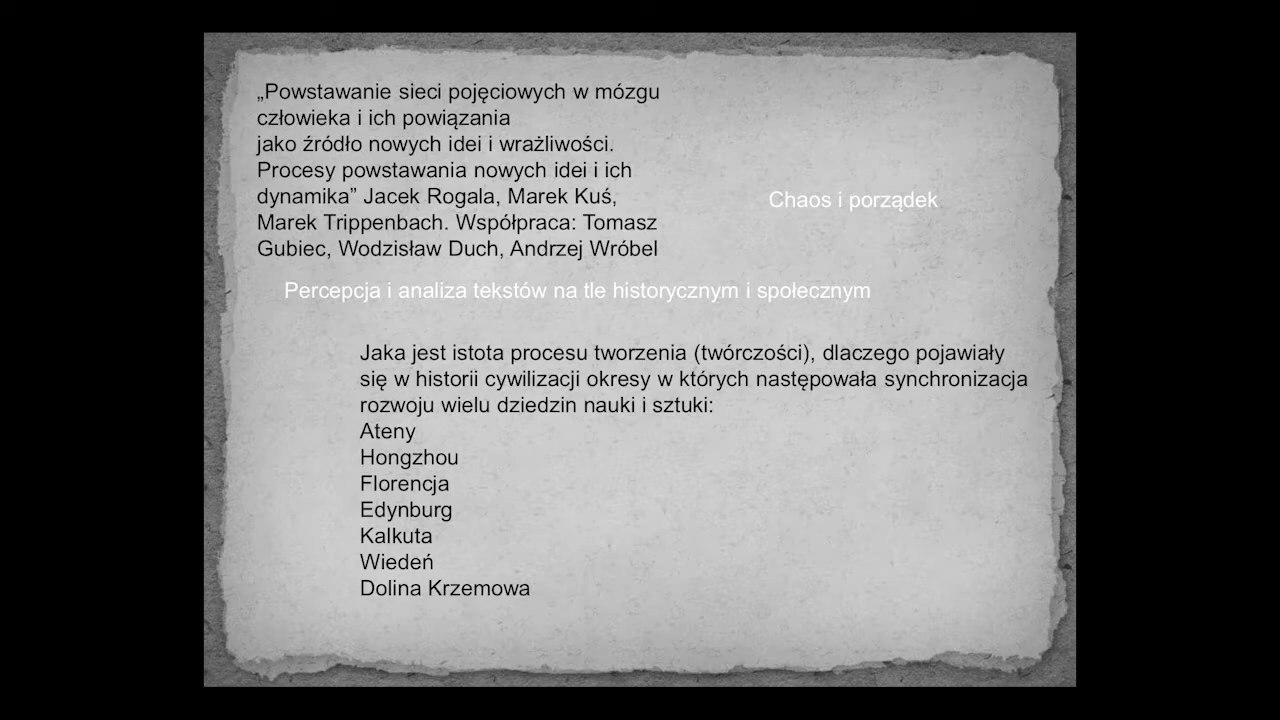 „Powstawanie sieci pojęciowych w mózgu
człowieka i ich powiązania
jako źródło nowych idei i wrażliwości.
Procesy powstawania nowych idei i ich
dynamika” Jacek Rogala, Marek Kuś,
Marek Trippenbach. Współpraca: Tomasz
Gubiec, Wodzisław Duch, Andrzej Wróbel
Chaos i porządek
Percepcja i analiza tekstów na tle historycznym i społecznym
Jaka jest istota procesu tworzenia (twórczości), dlaczego pojawiały
się w historii cywilizacji okresy w których następowała synchronizacja
rozwoju wielu dziedzin nauki i sztuki:
Ateny
Hongzhou
Florencja
Edynburg
Kalkuta
Wiedeń
Dolina Krzemowa